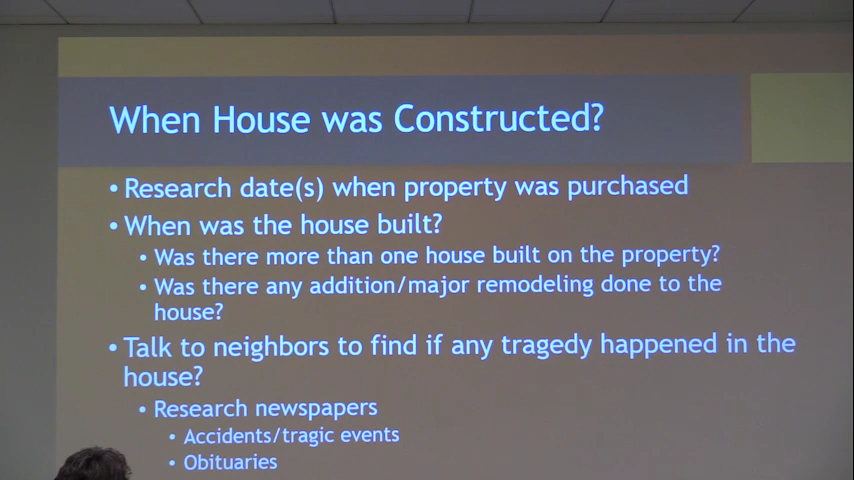 When House was Constructed?
• Research date(s) when property was purchased
• When was the house built?
• Was there more than one house built on the property?
• Was there any addition/major remodeling done to the
house?
• Talk to neighbors to find if any tragedy happened in the
house?
• Research newspapers
• Accidents/tragic events
• Obituaries